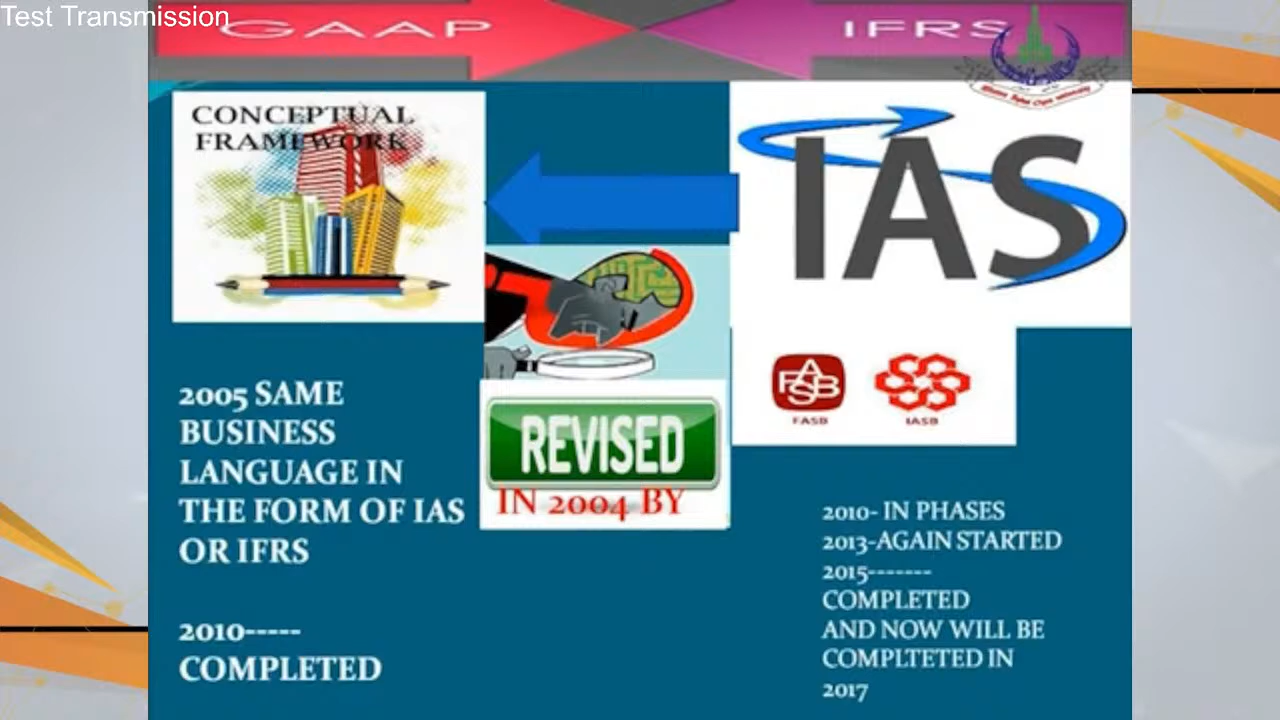 Test Transmission
GAAP
IFRS
CONCEPTUAL
FRAMEWORK
IAS
FASB
FASB
IASB
REVISED
IN 2004 BY
2005 SAME
BUSINESS
LANGUAGE IN
THE FORM OF IAS
OR IFRS
2010-----
COMPLETED
2010- IN PHASES
2013-AGAIN STARTED
2015-------
COMPLETED
AND NOW WILL BE
COMPLTETED IN
2017